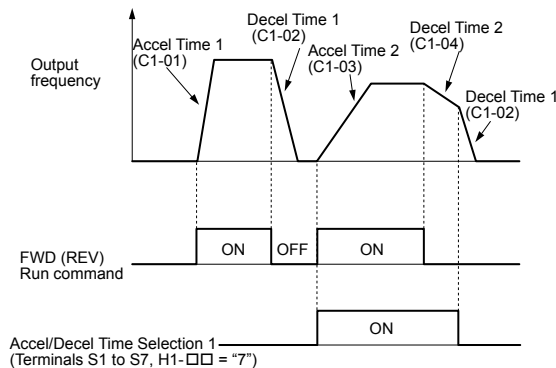 Output
frequency
Accel Time 1
(C1-01)
Decel Time 1
(C1-02)
Accel Time 2
(C1-03)
Decel Time 2
(C1-04)
Decel Time 1
(C1-02)
FWD (REV)
Run command
ON
OFF
ON
Accel/Decel Time Selection 1
(Terminals S1 to S7, H1-□□ = “7”)
ON